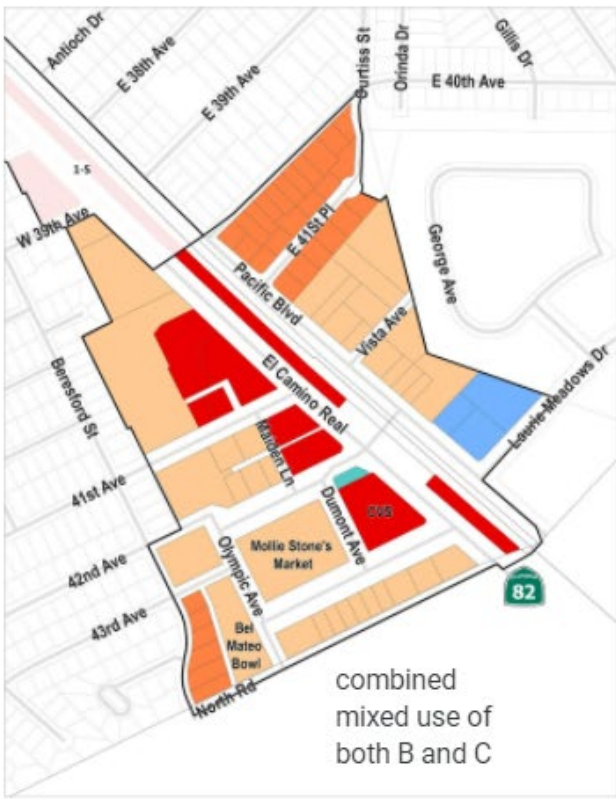 Antioch Dr
E 38th Ave
E 39th Ave
Curtiss St
Orinda Dr
Gillis Dr
E 40th Ave
1-5
W 39th Ave
E 41St Pl
Pacific Blvd
George Ave
Vista Ave
El Camino Real
Beresford St
Laurie Meadows Dr
Maiden Ln
41st Ave
CVS
Dumont Ave
Mollie Stone's
Market
Olympic Ave
42nd Ave
43rd Ave
82
Bel
Mateo
Bowl
North Rd
combined
mixed use of
both B and C